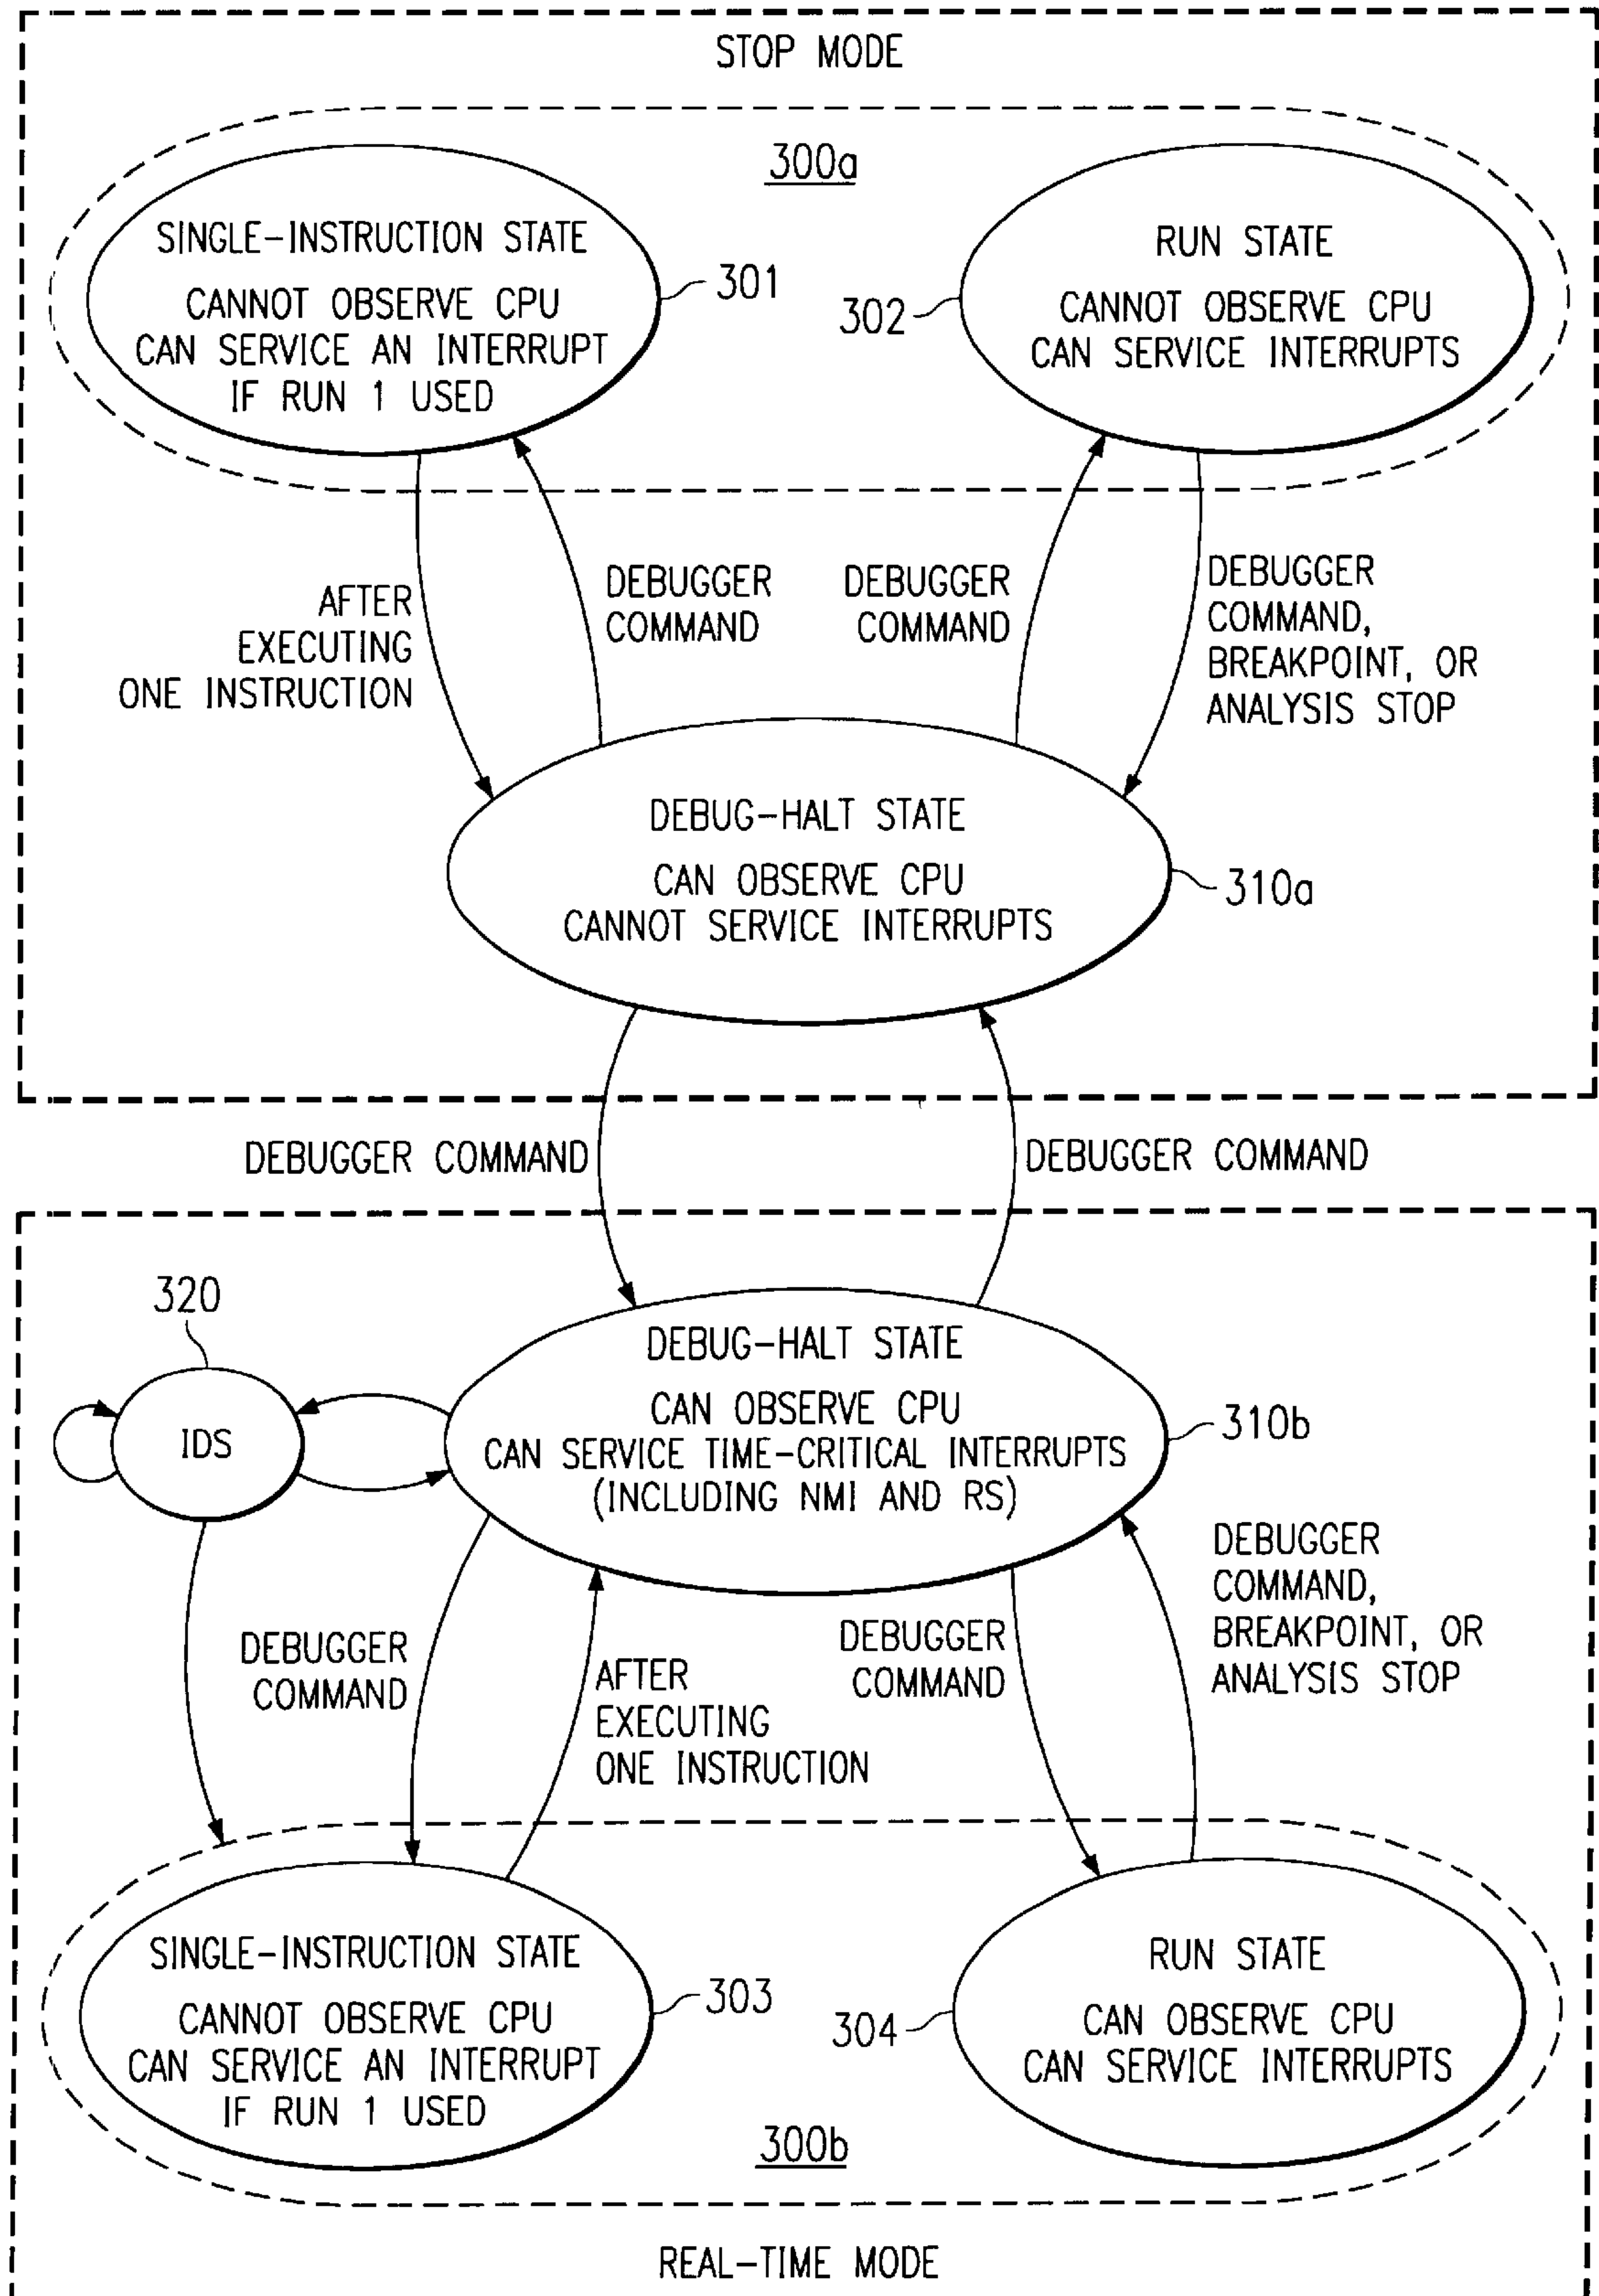 STOP MODE
300a
SINGLE-INSTRUCTION STATE
CANNOT OBSERVE CPU
CAN SERVICE AN INTERRUPT
IF RUN 1 USED
301
RUN STATE
CANNOT OBSERVE CPU
CAN SERVICE INTERRUPTS
302
AFTER
EXECUTING
ONE INSTRUCTION
DEBUGGER
COMMAND
DEBUGGER
COMMAND
DEBUGGER
COMMAND,
BREAKPOINT, OR
ANALYSIS STOP
DEBUG-HALT STATE
CAN OBSERVE CPU
CANNOT SERVICE INTERRUPTS
310a
DEBUGGER COMMAND
DEBUGGER COMMAND
320
IDS
DEBUG-HALT STATE
CAN OBSERVE CPU
CAN SERVICE TIME-CRITICAL INTERRUPTS
(INCLUDING NMI AND RS)
310b
DEBUGGER
COMMAND
AFTER
EXECUTING
ONE INSTRUCTION
DEBUGGER
COMMAND
DEBUGGER
COMMAND,
BREAKPOINT, OR
ANALYSIS STOP
SINGLE-INSTRUCTION STATE
CANNOT OBSERVE CPU
CAN SERVICE AN INTERRUPT
IF RUN 1 USED
303
RUN STATE
CAN OBSERVE CPU
CAN SERVICE INTERRUPTS
304
300b
REAL-TIME MODE